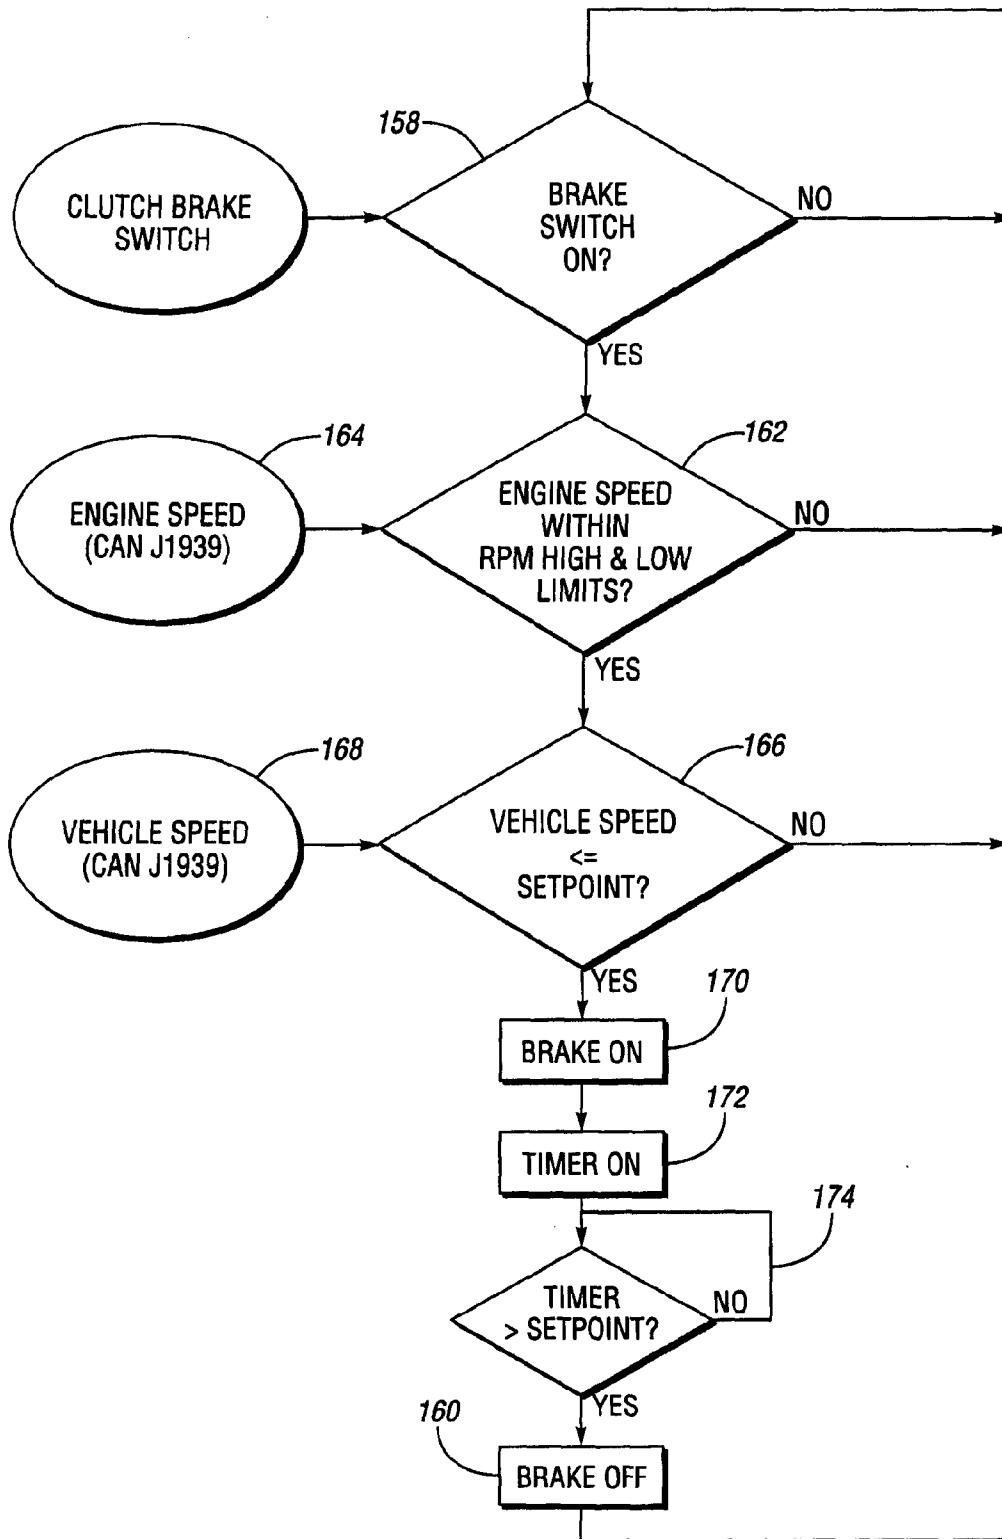 158
CLUTCH BRAKE
SWITCH
BRAKE
SWITCH
ON?
NO
YES
164
162
ENGINE SPEED
(CAN J1939)
ENGINE SPEED
WITHIN
RPM HIGH & LOW
LIMITS?
NO
YES
168
166
VEHICLE SPEED
(CAN J1939)
VEHICLE SPEED
<=
SETPOINT?
NO
YES
170
BRAKE ON
172
TIMER ON
174
TIMER
> SETPOINT?
NO
YES
160
BRAKE OFF